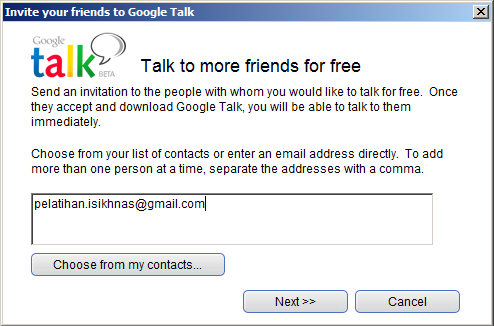 Invite your friends to Google Talk
Google
talk
BETA
Talk to more friends for free
Send an invitation to the people with whom you would like to talk for free. Once
they accept and download Google Talk, you will be able to talk to them
immediately.
Choose from your list of contacts or enter an email address directly. To add
more than one person at a time, separate the addresses with a comma.
pelatihan.isikhnas@gmail.com
Choose from my contacts...
Next >>
Cancel